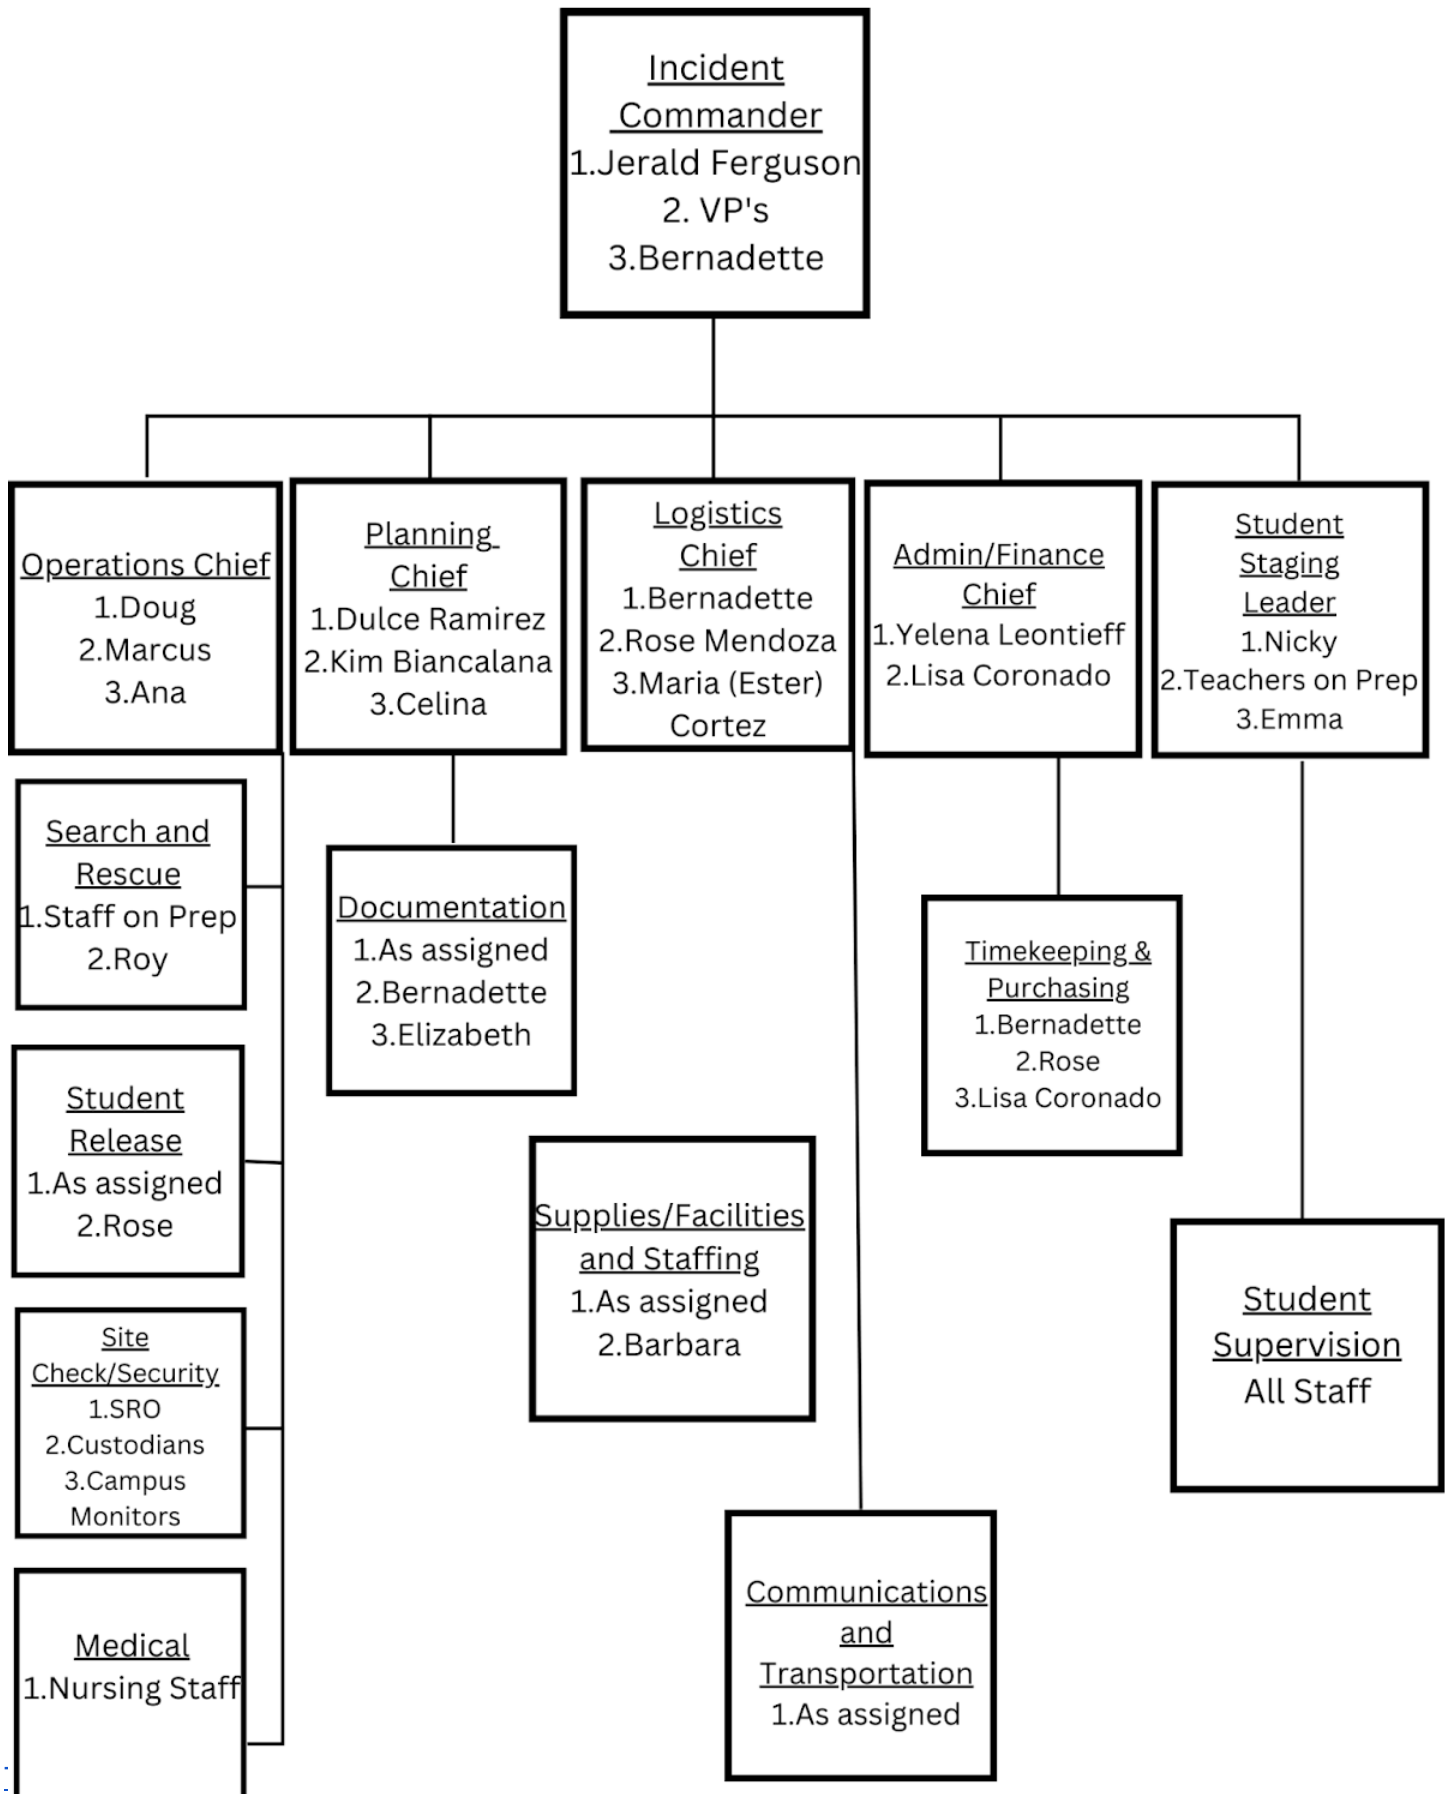 Incident
Commander
1.Jerald Ferguson
2. VP's
3.Bernadette
Operations Chief
1.Doug
2.Marcus
3.Ana
Planning
Chief
1.Dulce Ramirez
2.Kim Biancalana
3.Celina
Logistics
Chief
1.Bernadette
2.Rose Mendoza
3.Maria (Ester)
Cortez
Admin/Finance
Chief
1.Yelena Leontieff
2.Lisa Coronado
Student
Staging
Leader
1.Nicky
2.Teachers on Prep
3.Emma
Search and
Rescue
1.Staff on Prep
2.Roy
Documentation
1.As assigned
2.Bernadette
3.Elizabeth
Timekeeping &
Purchasing
1.Bernadette
2.Rose
3.Lisa Coronado
Student
Release
1.As assigned
2.Rose
Supplies/Facilities
and Staffing
1.As assigned
2.Barbara
Student
Supervision
All Staff
Site
Check/Security
1.SRO
2.Custodians
3.Campus
Monitors
Communications
and
Transportation
1.As assigned
Medical
1.Nursing Staff